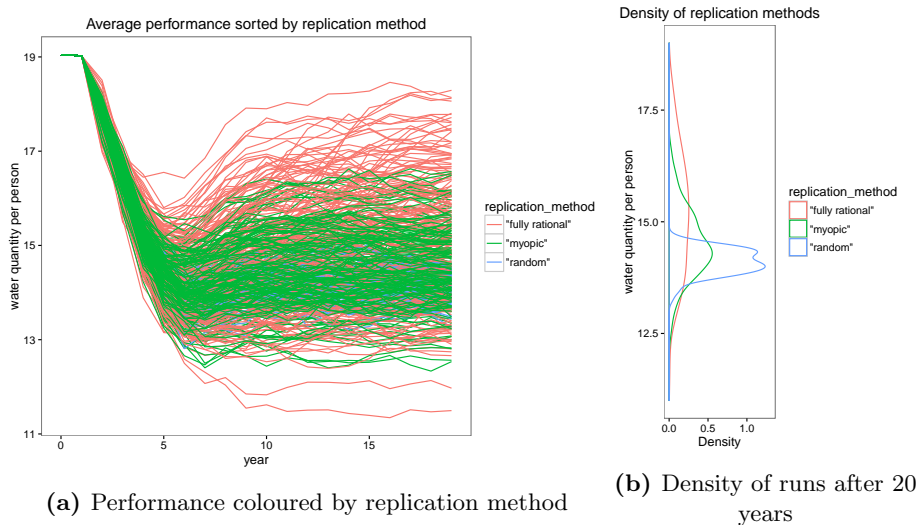 Average performance sorted by replication method
19
17
15
13
11
water quantity per person
0
5
10
15
year
replication_method
"fully rational"
"myopic"
"random"
(a) Performance coloured by replication method
Density of replication methods
17.5
15.0
12.5
water quantity per person
0.0
0.5
1.0
Density
replication_method
"fully rational"
"myopic"
"random"
(b) Density of runs after 20
years